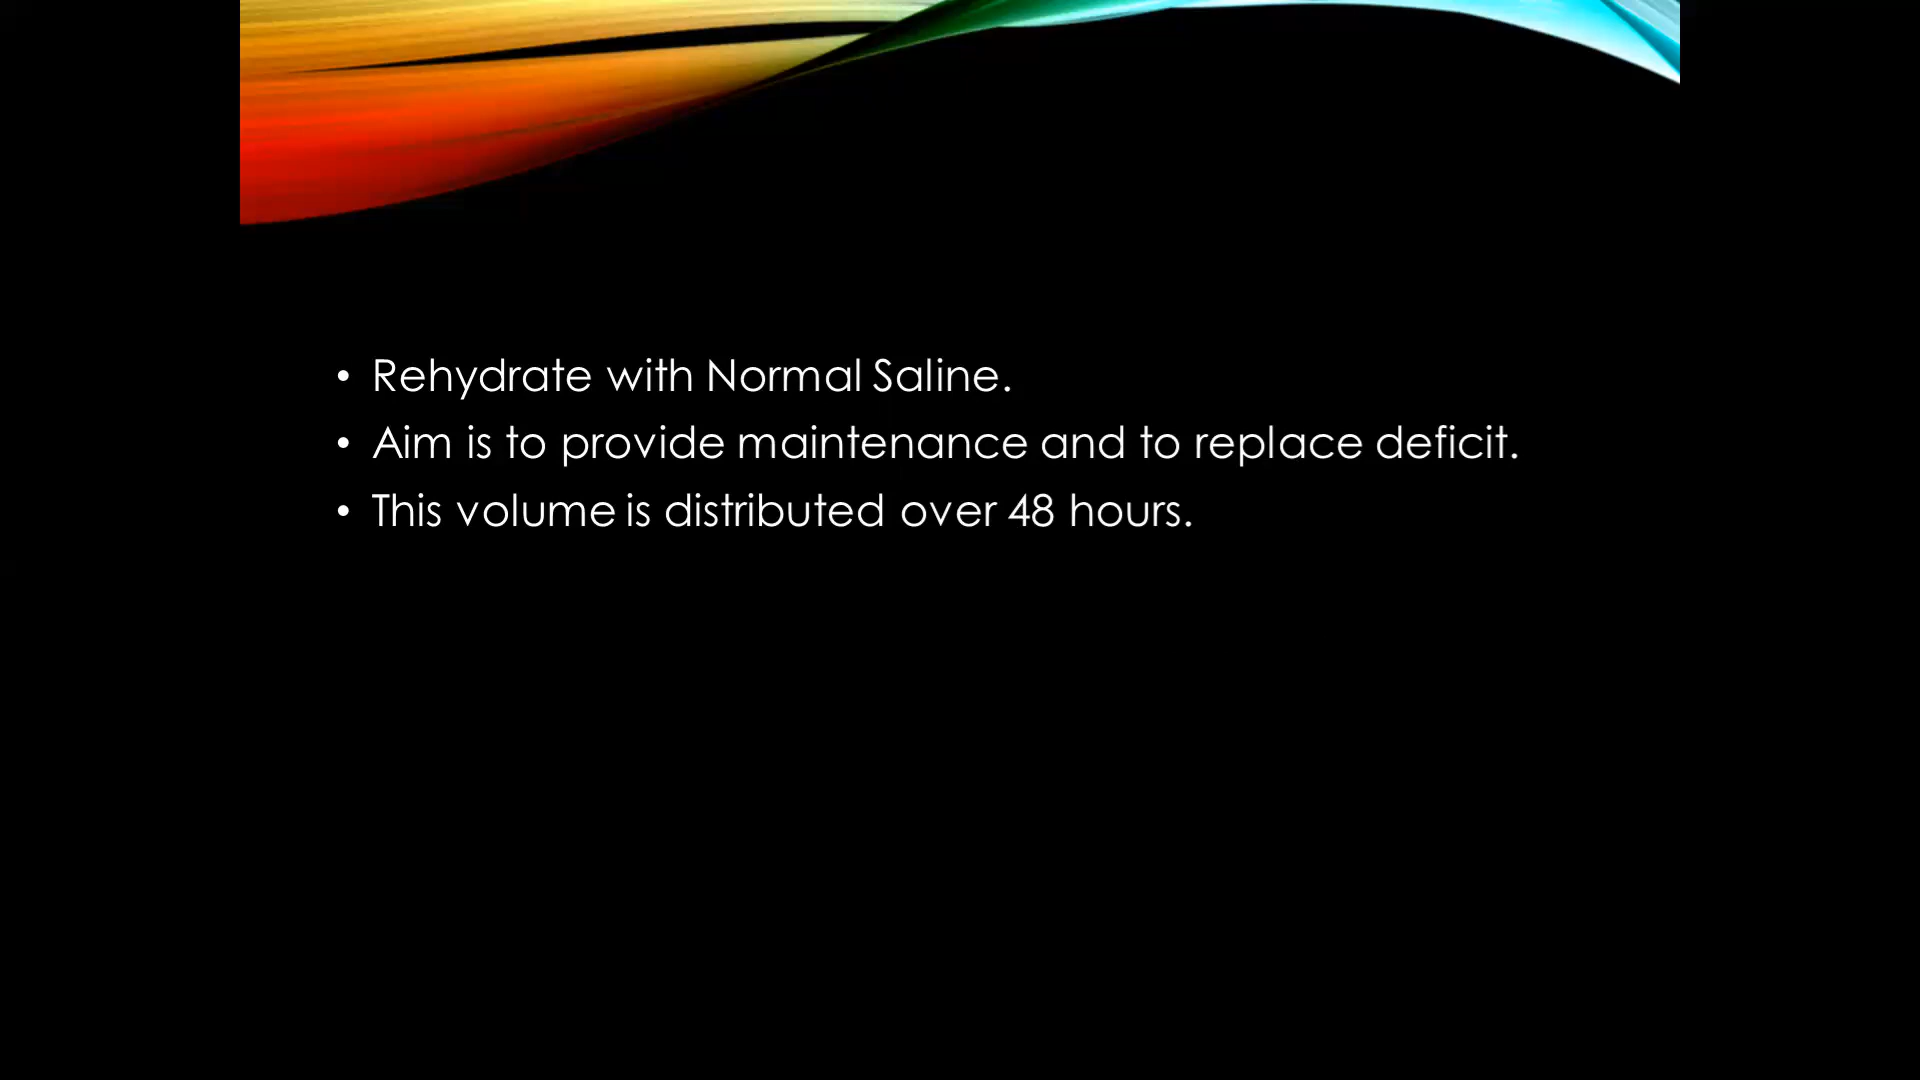 • Rehydrate with Normal Saline.
• Aim is to provide maintenance and to replace deficit.
• This volume is distributed over 48 hours.